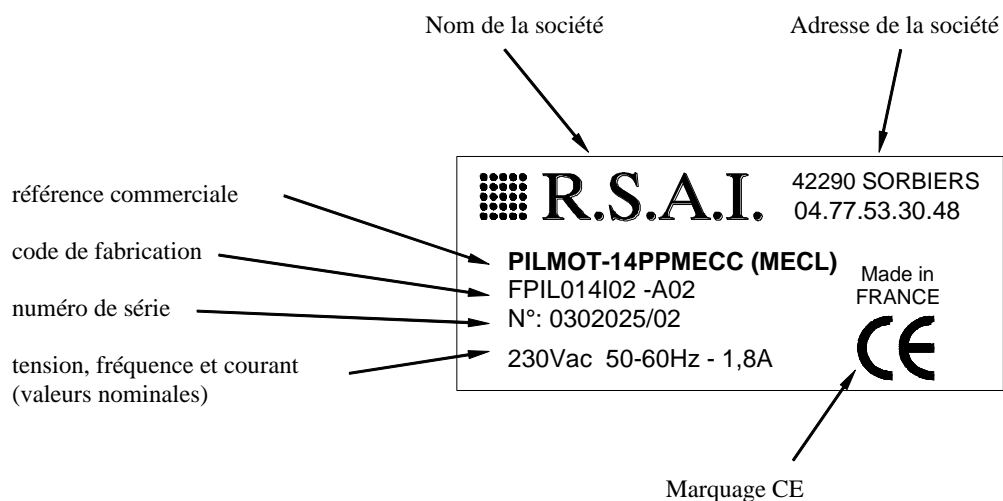 Nom de la société
Adresse de la société
R.S.A.I.
42290 SORBIERS
04.77.53.30.48
référence commerciale
PILMOT-14PPMECC (MECL)
code de fabrication
FPIL014I02 -A02
Made in
FRANCE
numéro de série
N°: 0302025/02
tension, fréquence et courant
(valeurs nominales)
230Vac 50-60Hz - 1,8A
CE
Marquage CE